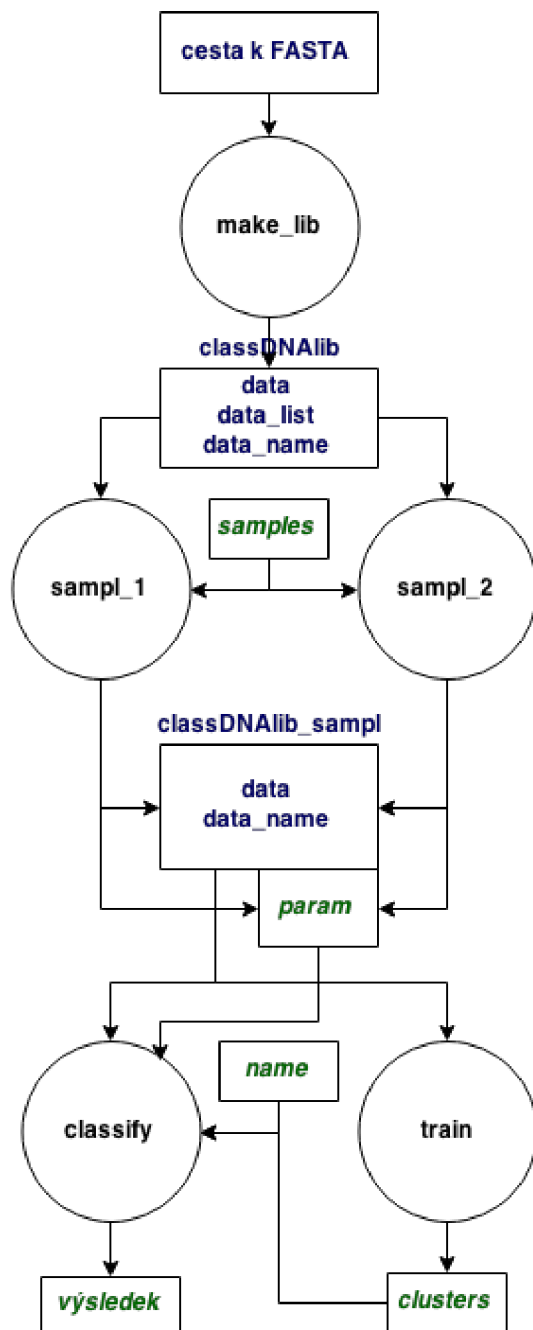 cesta k FASTA
make_lib
classDNAlib
data
data_list
data_name
samples
sampl_1
sampl_2
classDNAlib_sampl
data
data_name
param
name
classify
train
výsledek
clusters